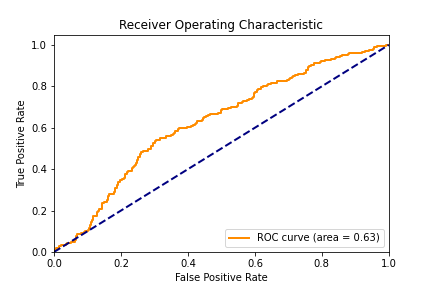 Receiver Operating Characteristic
1.0
0.8
0.6
0.4
0.2
0.0
True Positive Rate
ROC curve (area = 0.63)
0.0 0.2 0.4 0.6 0.8 1.0
False Positive Rate